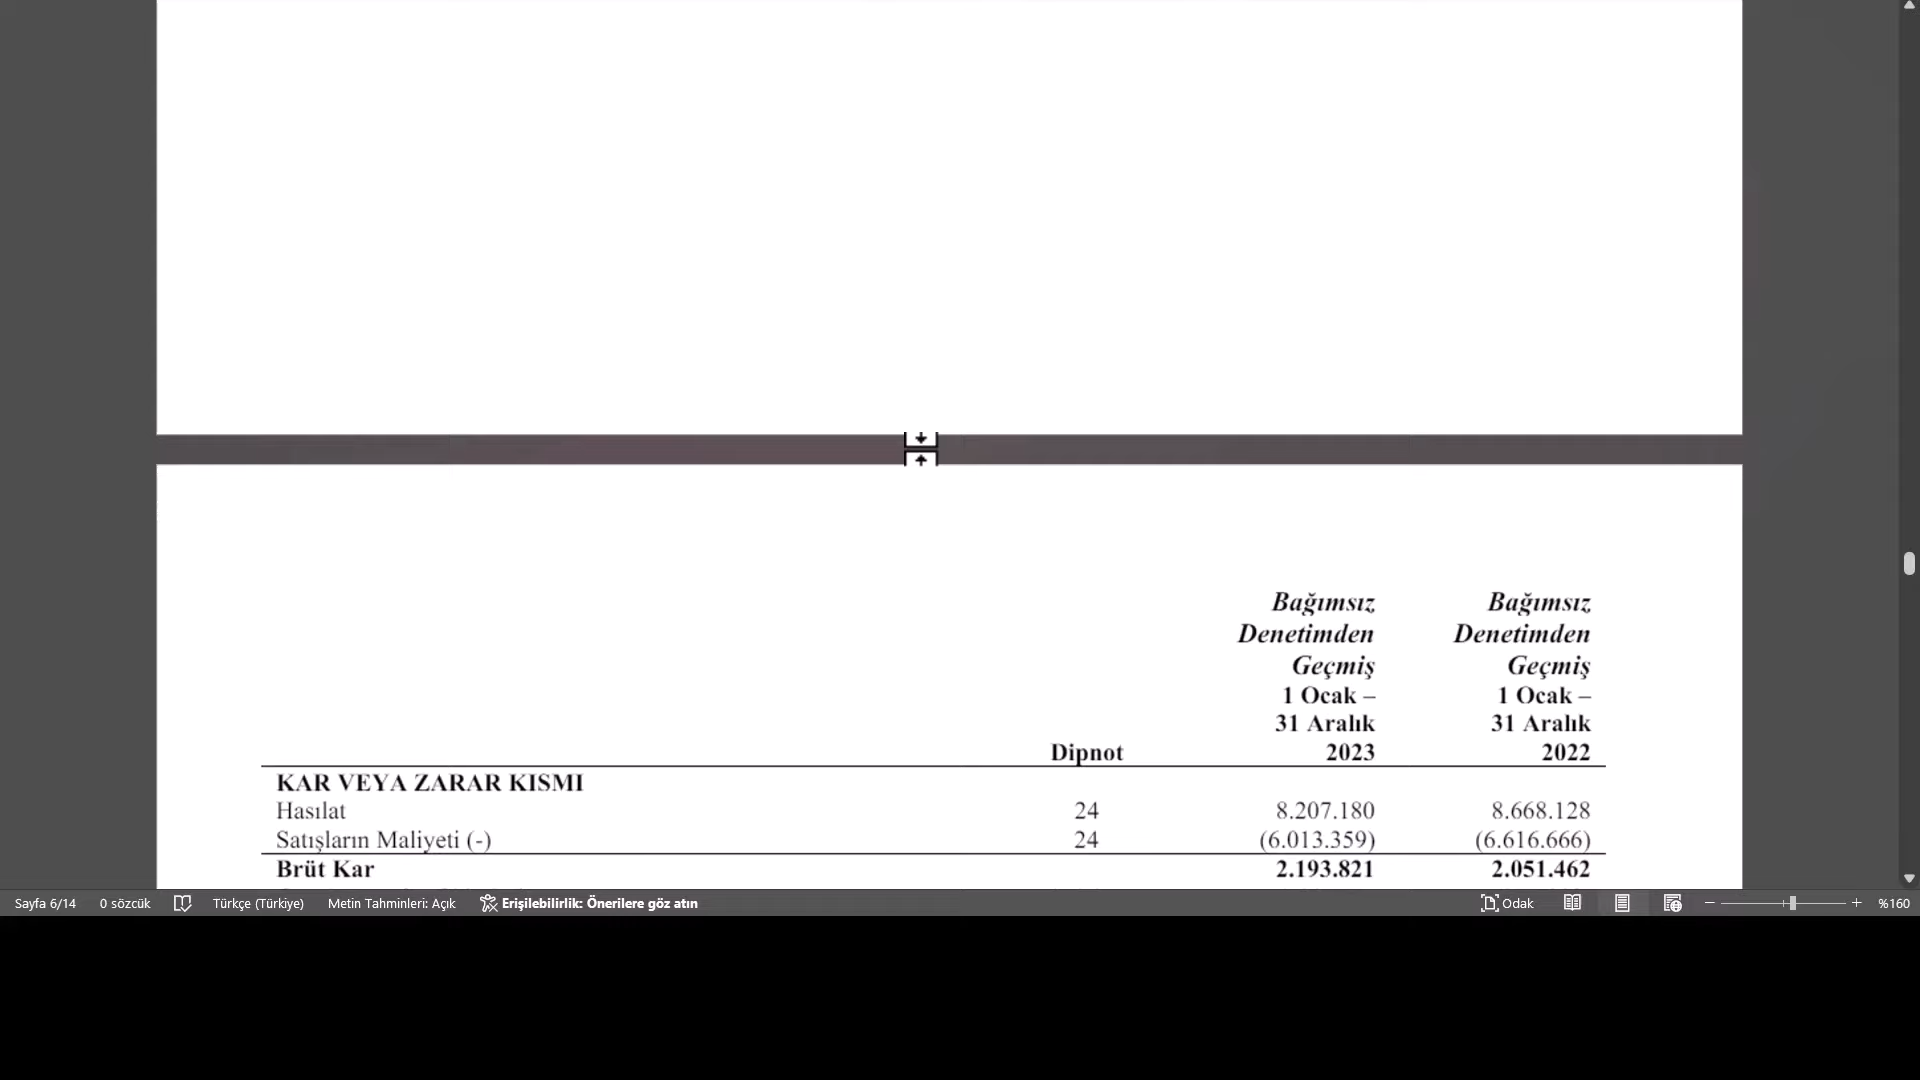 Bağımsız Bağımsız
Denetimden Denetimden
Geçmiş Geçmiş
1 Ocak – 1 Ocak –
31 Aralık 31 Aralık
Dipnot 2023 2022
KAR VEYA ZARAR KISMI
Hasılat 24 8.207.180 8.668.128
Satışların Maliyeti (-) 24 (6.013.359) (6.616.666)
Brüt Kar 2.193.821 2.051.462
Sayfa 6/14 0 sözcük Türkçe (Türkiye) Metin Tahminleri: Açık Erişilebilirlik: Önerilere göz atın Odak %160